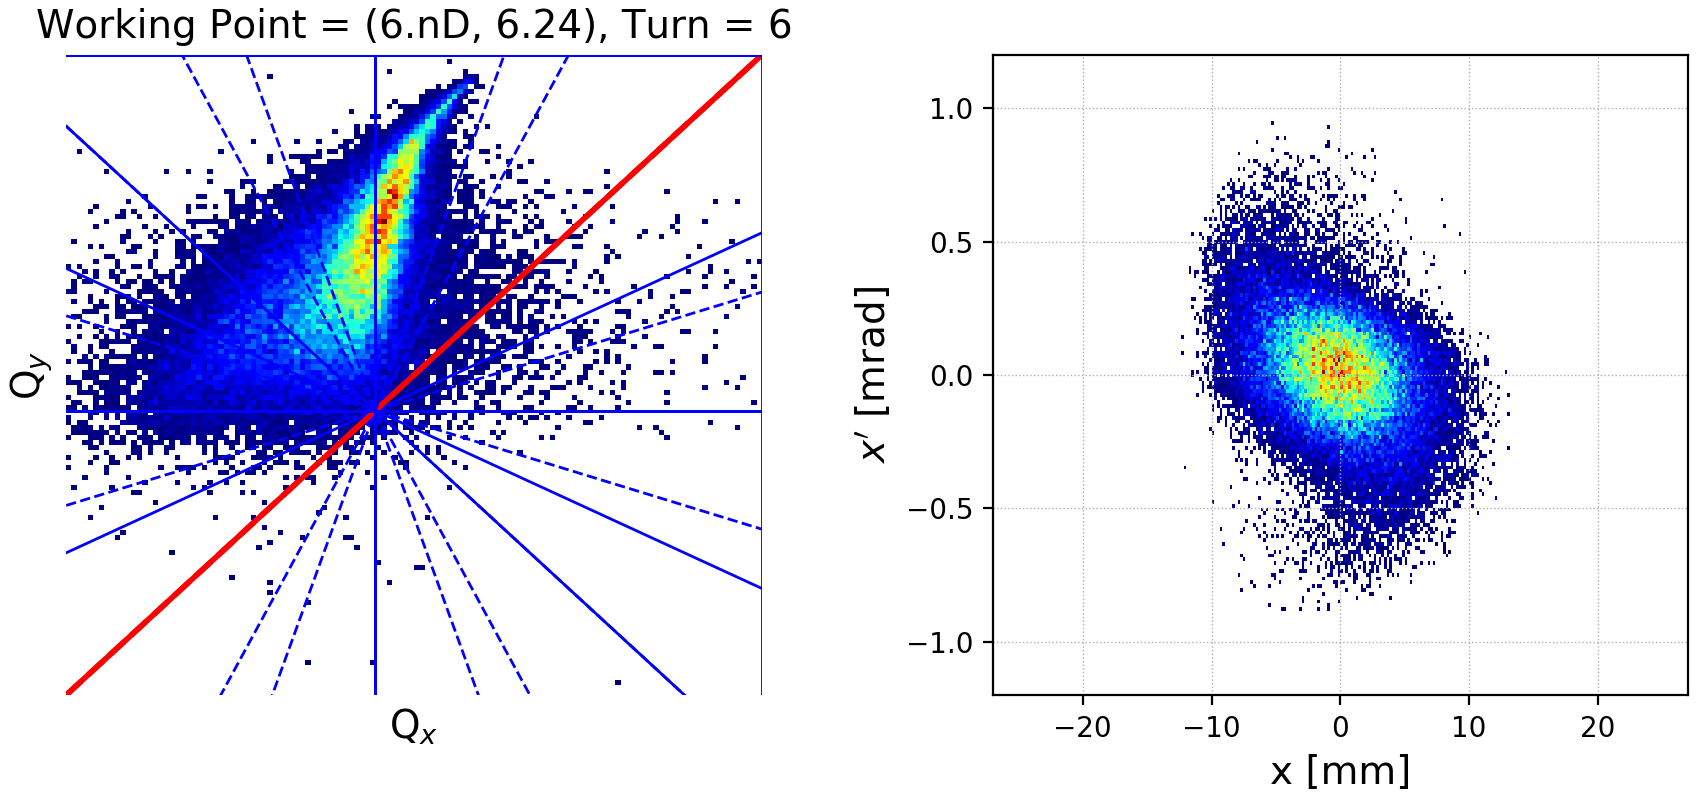 Working Point = (6.nD, 6.24), Turn = 6
Q_y
Q_x
1.0
0.5
0.0
−0.5
−1.0
x′ [mrad]
−20 −10 0 10 20
x [mm]